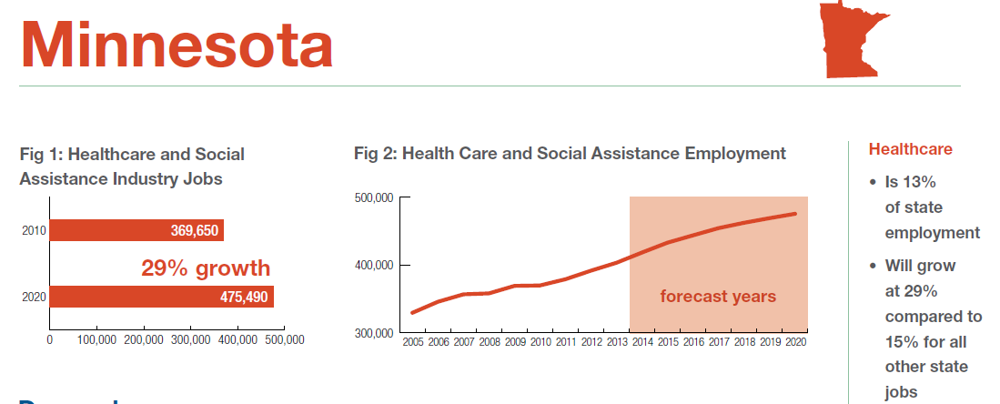 Minnesota
Fig 1: Healthcare and Social
Assistance Industry Jobs
2010
369,650
29% growth
2020
475,490
0 100,000 200,000 300,000 400,000 500,000
Fig 2: Health Care and Social Assistance Employment
500,000
400,000
forecast years
300,000
2005 2006 2007 2008 2009 2010 2011 2012 2013 2014 2015 2016 2017 2018 2019 2020
Healthcare
• Is 13%
of state
employment
• Will grow
at 29%
compared to
15% for all
other state
jobs